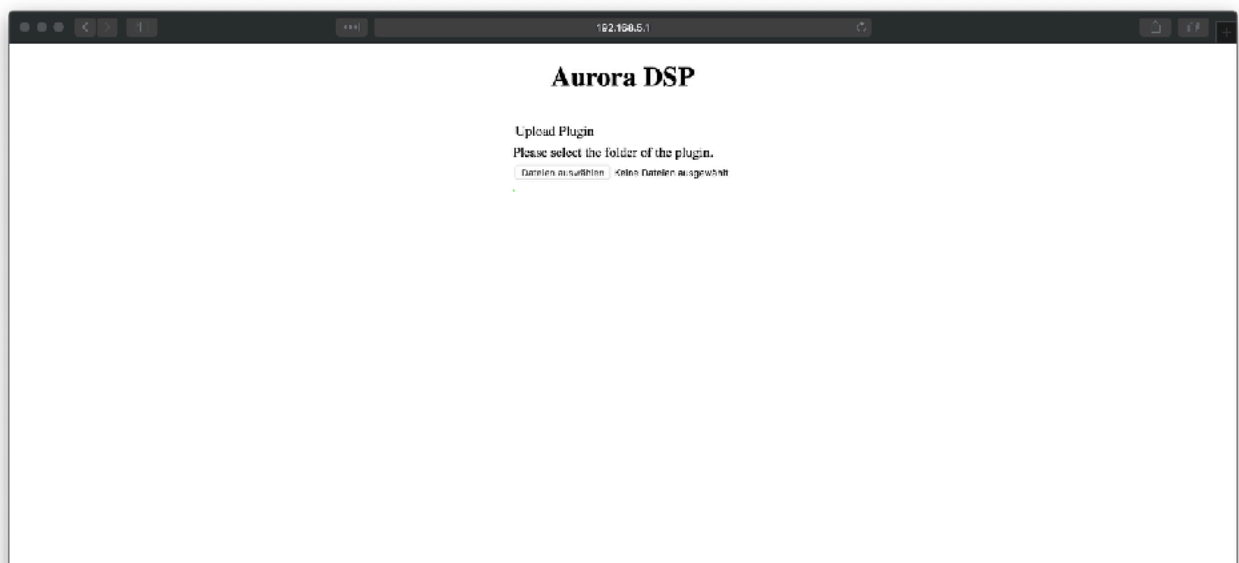 192.168.5.1
Aurora DSP
Upload Plugin
Please select the folder of the plugin.
Dateien auswählen Keine Dateien ausgewählt